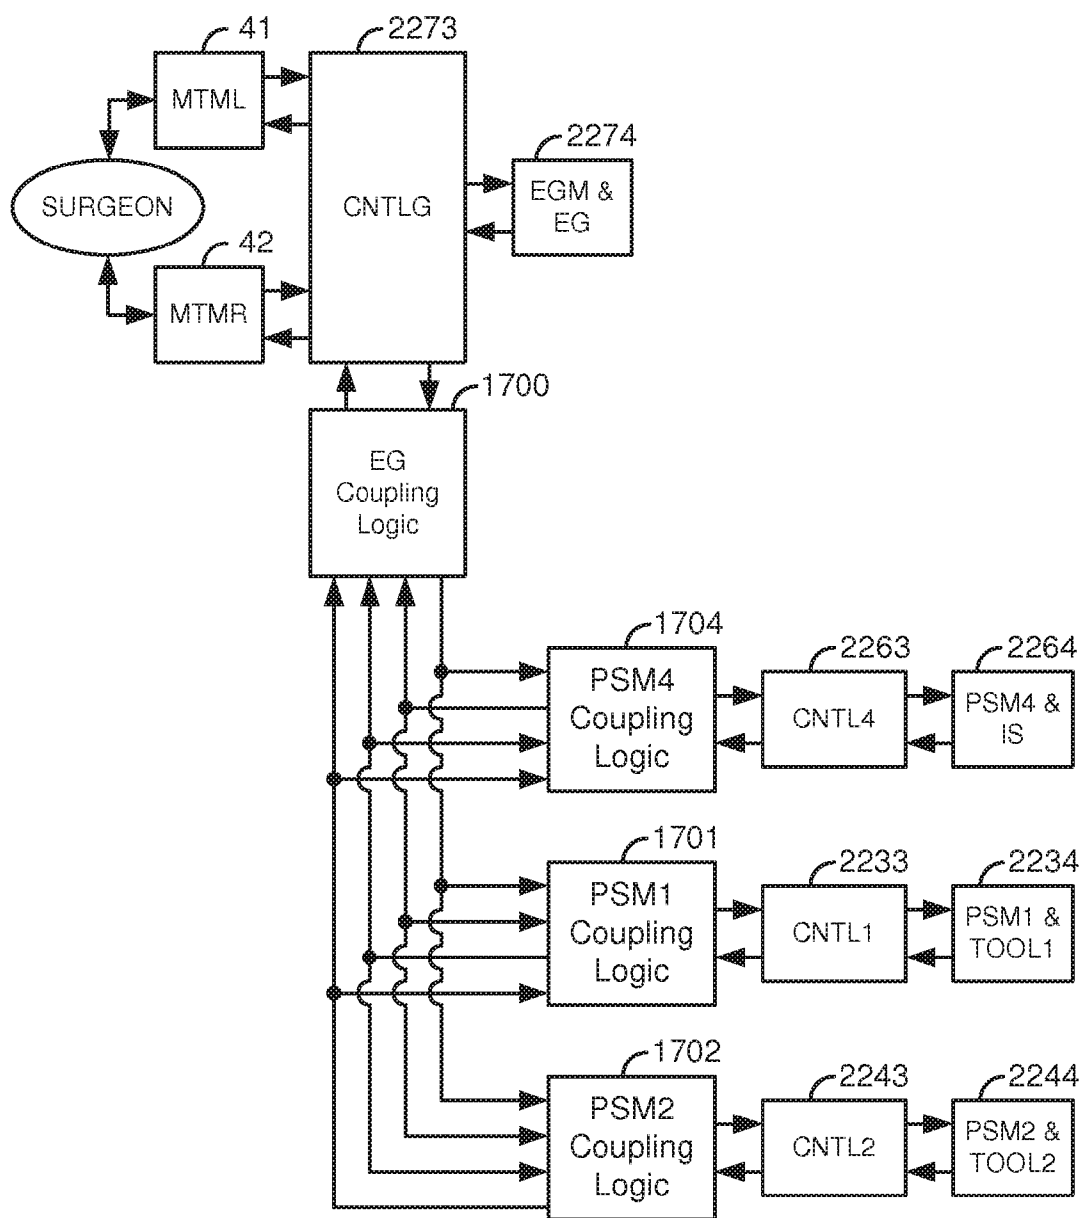 41
2273
MTML
2274
SURGEON
CNTLG
EGM &
EG
42
MTMR
1700
EG
Coupling
Logic
1704
2263
2264
PSM4
Coupling
Logic
CNTL4
PSM4 &
IS
1701
2233
2234
PSM1
Coupling
Logic
CNTL1
PSM1 &
TOOL1
1702
2243
2244
PSM2
Coupling
Logic
CNTL2
PSM2 &
TOOL2